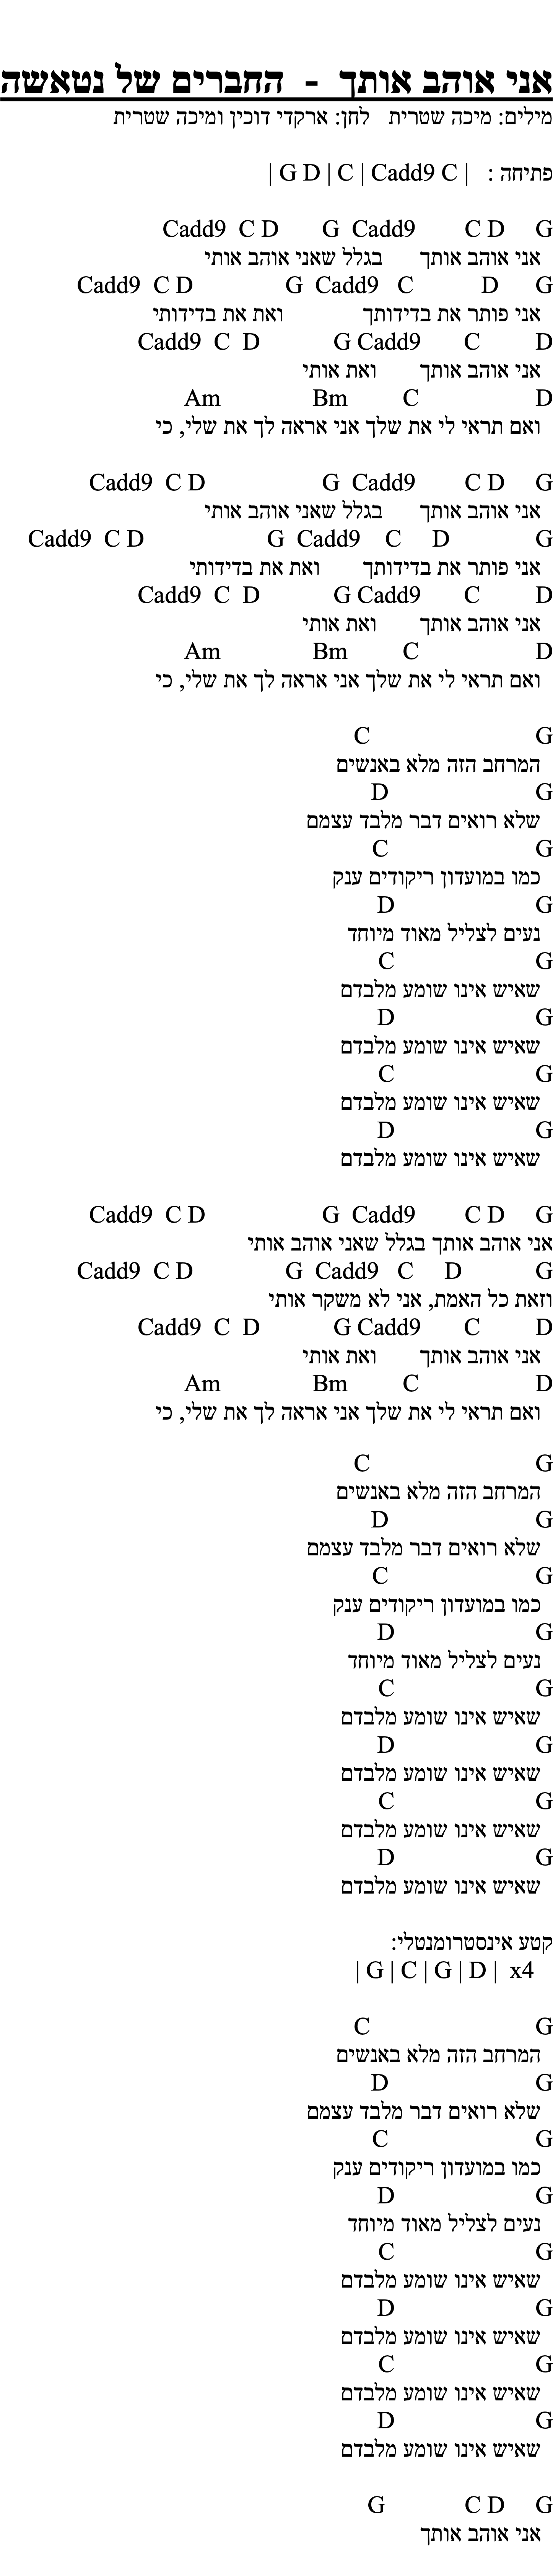 אני אוהב אותך - החברים של נטאשה
מילים: מיכה שטרית לחן: ארקדי דוכין ומיכה שטרית
פתיחה : | G D | C | Cadd9 C |
Cadd9 C D G Cadd9 C D G
אני אוהב אותך בגלל שאני אוהב אותי
Cadd9 C D G Cadd9 C D G
אני פותר את בדידותך ואת את בדידותי
Cadd9 C D G Cadd9 C D
אני אוהב אותך ואת אותי
Am Bm C D
ואם תראי לי את שלך אני אראה לך את שלי, כי
Cadd9 C D G Cadd9 C D G
אני אוהב אותך בגלל שאני אוהב אותי
Cadd9 C D G Cadd9 C D G
אני פותר את בדידותך ואת את בדידותי
Cadd9 C D G Cadd9 C D
אני אוהב אותך ואת אותי
Am Bm C D
ואם תראי לי את שלך אני אראה לך את שלי, כי
C G
המרחב הזה מלא באנשים
D G
שלא רואים דבר מלבד עצמם
C G
כמו במועדון ריקודים ענק
D G
נעים לצליל מאוד מיוחד
C G
שאיש אינו שומע מלבדם
D G
שאיש אינו שומע מלבדם
C G
שאיש אינו שומע מלבדם
D G
שאיש אינו שומע מלבדם
Cadd9 C D G Cadd9 C D G
אני אוהב אותך בגלל שאני אוהב אותי
Cadd9 C D G Cadd9 C D G
וזאת כל האמת, אני לא משקר אותי
Cadd9 C D G Cadd9 C D
אני אוהב אותך ואת אותי
Am Bm C D
ואם תראי לי את שלך אני אראה לך את שלי, כי
C G
המרחב הזה מלא באנשים
D G
שלא רואים דבר מלבד עצמם
C G
כמו במועדון ריקודים ענק
D G
נעים לצליל מאוד מיוחד
C G
שאיש אינו שומע מלבדם
D G
שאיש אינו שומע מלבדם
C G
שאיש אינו שומע מלבדם
D G
שאיש אינו שומע מלבדם
קטע אינסטרומנטלי:
| G | C | G | D | x4
C G
המרחב הזה מלא באנשים
D G
שלא רואים דבר מלבד עצמם
C G
כמו במועדון ריקודים ענק
D G
נעים לצליל מאוד מיוחד
C G
שאיש אינו שומע מלבדם
D G
שאיש אינו שומע מלבדם
C G
שאיש אינו שומע מלבדם
D G
שאיש אינו שומע מלבדם
G C D G
אני אוהב אותך